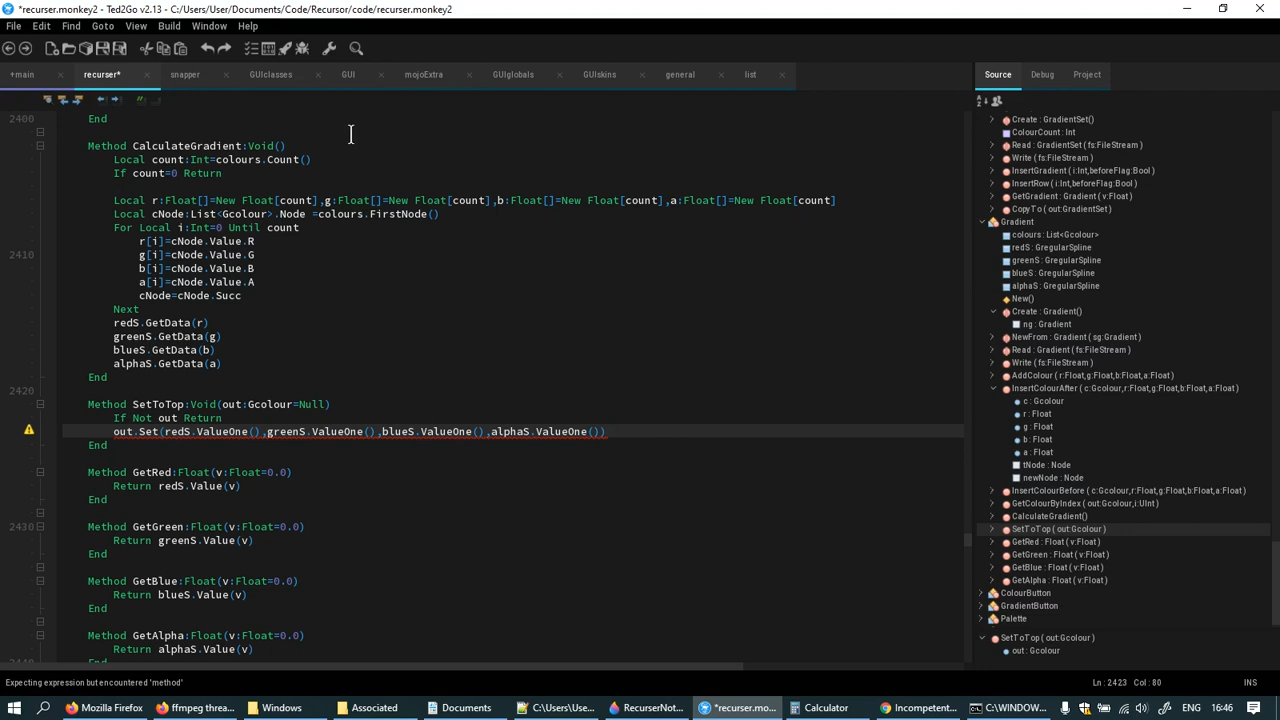 *recurser.monkey2 - Ted2Go v2.13 - C:/Users/User/Documents/Code/Recursor/code/recurser.monkey2
File Edit Find Goto View Build Window Help
+main recurser* snapper GUIclasses GUI mojoExtra GUIglobals GUIskins general list
Source Debug Project
2400 End
Method CalculateGradient:Void()
Local count:Int=colours.Count()
If count=0 Return
Local r:Float[]=New Float[count],g:Float[]=New Float[count],b:Float[]=New Float[count],a:Float[]=New Float[count]
Local cNode:List<Gcolour>.Node =colours.FirstNode()
For Local i:Int=0 Until count
r[i]=cNode.Value.R
2410 g[i]=cNode.Value.G
b[i]=cNode.Value.B
a[i]=cNode.Value.A
cNode=cNode.Succ
Next
redS.GetData(r)
greenS.GetData(g)
blueS.GetData(b)
alphaS.GetData(a)
End
2420
Method SetToTop:Void(out:Gcolour=Null)
If Not out Return
out.Set(redS.ValueOne(),greenS.ValueOne(),blueS.ValueOne(),alphaS.ValueOne())
End
Method GetRed:Float(v:Float=0.0)
Return redS.Value(v)
End
2430 Method GetGreen:Float(v:Float=0.0)
Return greenS.Value(v)
End
Method GetBlue:Float(v:Float=0.0)
Return blueS.Value(v)
End
Method GetAlpha:Float(v:Float=0.0)
Return alphaS.Value(v)
2440 End
Create : GradientSet()
ColourCount : Int
Read : GradientSet ( fs:FileStream )
Write ( fs:FileStream )
InsertGradient ( i:Int,beforeFlag:Bool )
InsertRow ( i:Int,beforeFlag:Bool )
GetGradient : Gradient ( v:Float )
CopyTo ( out:GradientSet )
Gradient
colours : List<Gcolour>
redS : GregularSpline
greenS : GregularSpline
blueS : GregularSpline
alphaS : GregularSpline
New()
Create : Gradient()
ng : Gradient
NewFrom : Gradient ( sg:Gradient )
Read : Gradient ( fs:FileStream )
Write ( fs:FileStream )
AddColour ( r:Float,g:Float,b:Float,a:Float )
InsertColourAfter ( c:Gcolour,r:Float,g:Float,b:Float,a:Float )
c : Gcolour
r : Float
g : Float
b : Float
a : Float
tNode : Node
newNode : Node
InsertColourBefore ( c:Gcolour,r:Float,g:Float,b:Float,a:Float )
GetColourByIndex ( out:Gcolour,i:UInt )
CalculateGradient()
SetToTop ( out:Gcolour )
GetRed : Float ( v:Float )
GetGreen : Float ( v:Float )
GetBlue : Float ( v:Float )
GetAlpha : Float ( v:Float )
ColourButton
GradientButton
Palette
SetToTop ( out:Gcolour )
out : Gcolour
Expecting expression but encountered 'method' Ln : 2423 Col : 80 INS
Mozilla Firefox ffmpeg threa... Windows Associated Documents C:\Users\Use... RecurserNot... *recurser.mo... Calculator Incompetent... C:\WINDOW... ENG 16:46